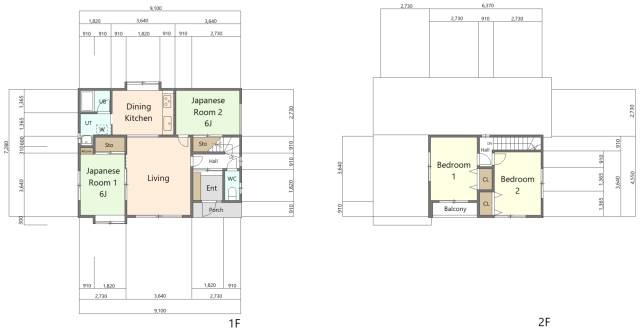 9,100
1,820
3,640
3,640
910
910
910
1,820
910
910
2,730
UB
Dining
Kitchen
Japanese
Room 2
6J
UT
W
Sto
Sto
Hall
Japanese
Room 1
6J
Living
Ent
WC
Porch
1,365
1,365
910
600
7,280
3,640
900
2,730
910
910
1,820
910
910
1,820
1,820
910
2,730
3,640
2,730
9,100
1F
2,730
6,370
2,730
910
2,730
DN
Hall
Bedroom
1
Bedroom
2
CL
CL
Balcony
3,640
910
2,730
910
1,365
1,365
3,640
910
4,550
2F